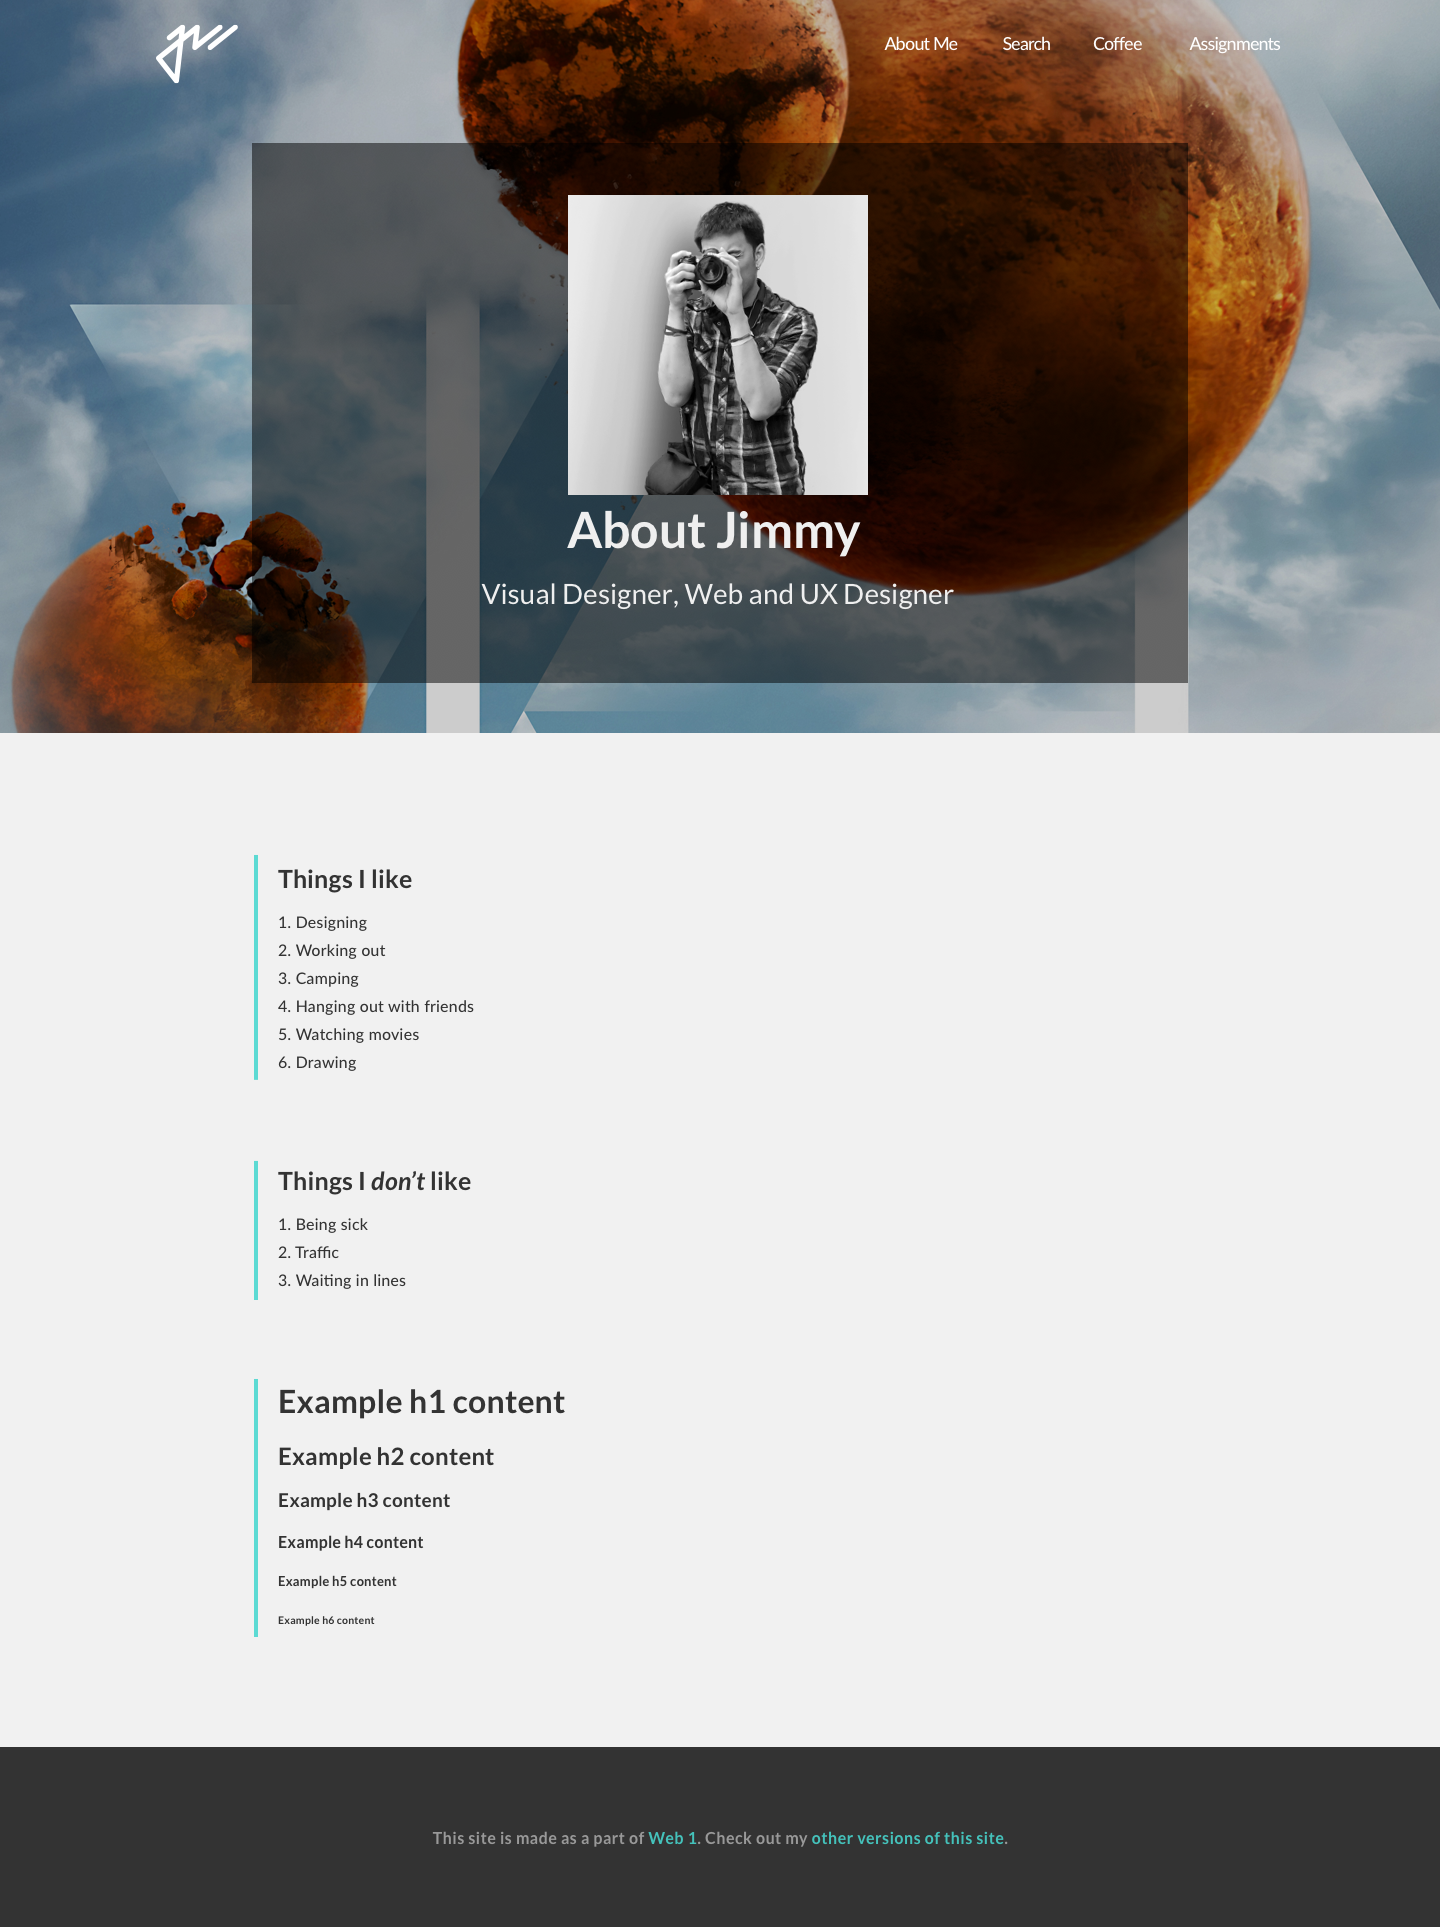 About Me Search Coffee Assignments
About Jimmy
Visual Designer, Web and UX Designer
Things I like
1. Designing
2. Working out
3. Camping
4. Hanging out with friends
5. Watching movies
6. Drawing
Things I don’t like
1. Being sick
2. Traffic
3. Waiting in lines
Example h1 content
Example h2 content
Example h3 content
Example h4 content
Example h5 content
Example h6 content
This site is made as a part of Web 1. Check out my other versions of this site.